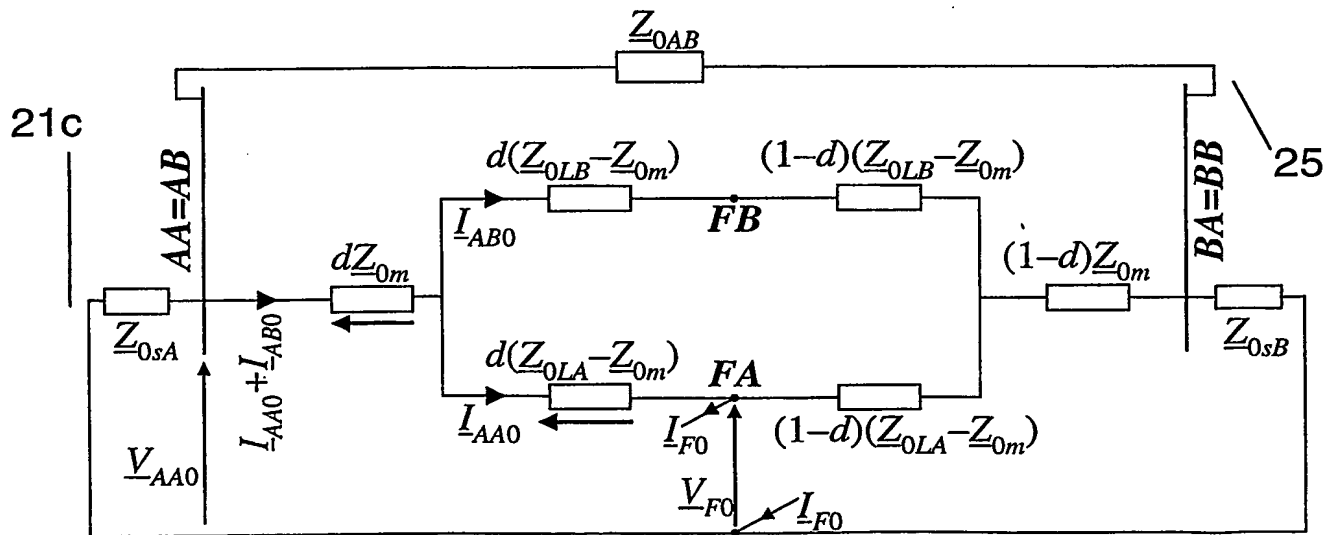 Z0AB
21c
AA=AB
d(Z0LB–Z0m)
(1–d)(Z0LB–Z0m)
25
BA=BB
IAB0
FB
dZ0m
(1–d)Z0m
Z0sA
IAA0+IAB0
d(Z0LA–Z0m)
FA
Z0sB
IAA0
IF0
(1–d)(Z0LA–Z0m)
VAA0
VF0
IF0